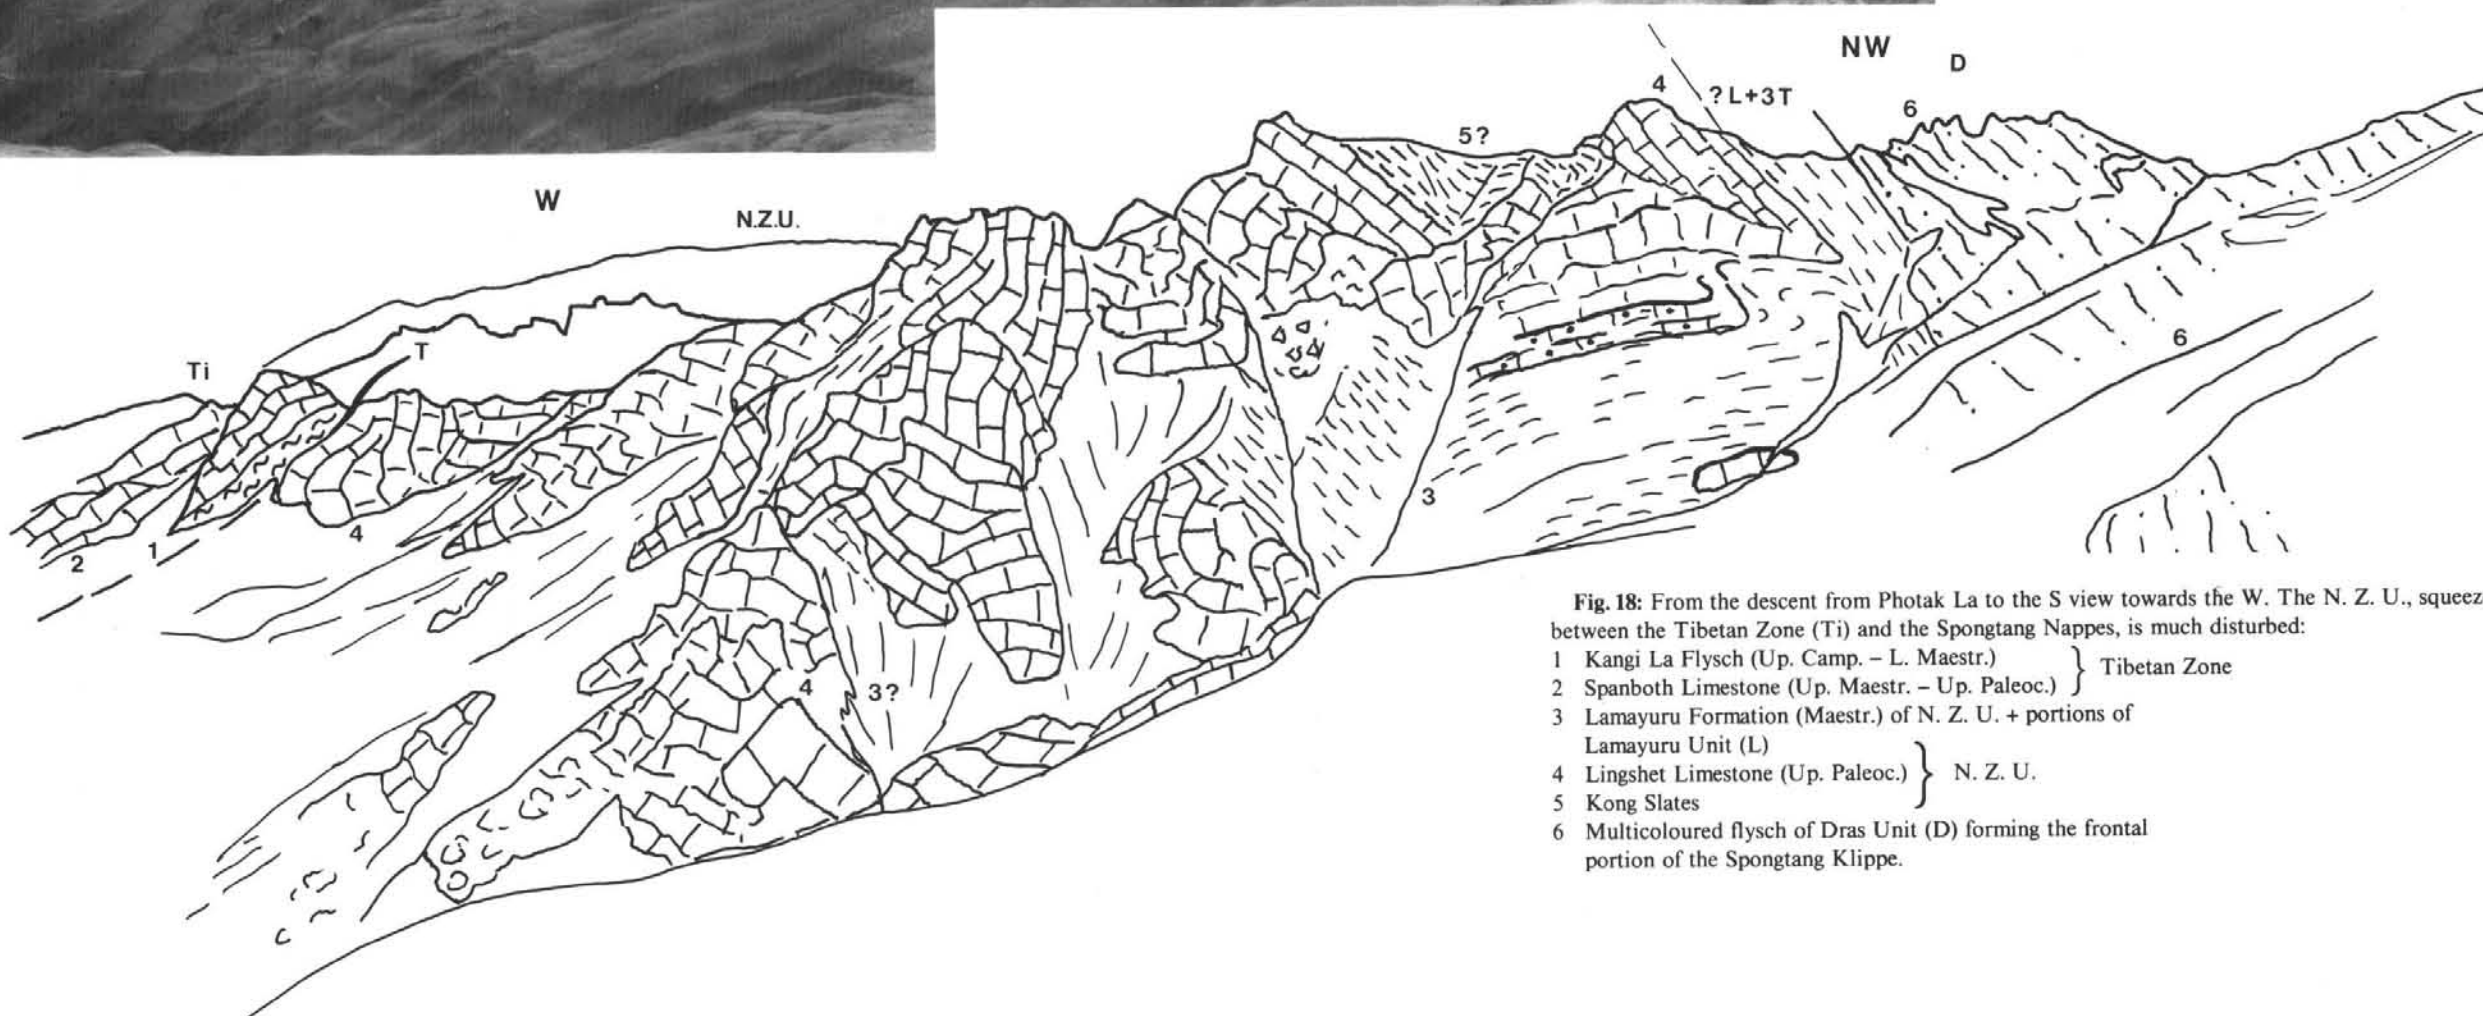 NW
D
4
?L+3T
6
5?
W
N.Z.U.
Ti
T
6
3
2
1
4
4
3?
Fig. 18: From the descent from Photak La to the S view towards the W. The N. Z. U., squeez
between the Tibetan Zone (Ti) and the Spongtang Nappes, is much disturbed:
1 Kangi La Flysch (Up. Camp. – L. Maestr.)
2 Spanboth Limestone (Up. Maestr. – Up. Paleoc.) } Tibetan Zone
3 Lamayuru Formation (Maestr.) of N. Z. U. + portions of
Lamayuru Unit (L)
4 Lingshet Limestone (Up. Paleoc.) } N. Z. U.
5 Kong Slates
6 Multicoloured flysch of Dras Unit (D) forming the frontal
portion of the Spongtang Klippe.